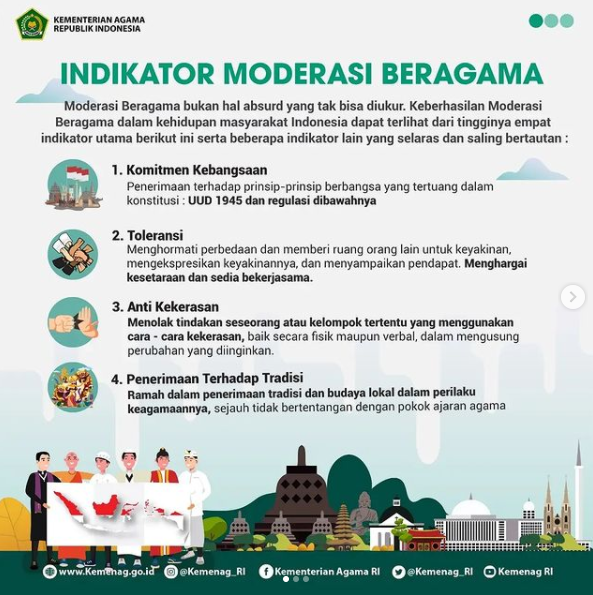 KEMENTERIAN AGAMA
REPUBLIK INDONESIA
INDIKATOR MODERASI BERAGAMA
Moderasi Beragama bukan hal absurd yang tak bisa diukur. Keberhasilan Moderasi
Beragama dalam kehidupan masyarakat Indonesia dapat terlihat dari tingginya empat
indikator utama berikut ini serta beberapa indikator lain yang selaras dan saling bertautan :
1. Komitmen Kebangsaan
Penerimaan terhadap prinsip-prinsip berbangsa yang tertuang dalam
konstitusi : UUD 1945 dan regulasi dibawahnya
2. Toleransi
Menghormati perbedaan dan memberi ruang orang lain untuk keyakinan,
mengekspresikan keyakinannya, dan menyampaikan pendapat. Menghargai
kesetaraan dan sedia bekerjasama.
3. Anti Kekerasan
Menolak tindakan seseorang atau kelompok tertentu yang menggunakan
cara - cara kekerasan, baik secara fisik maupun verbal, dalam mengusung
perubahan yang diinginkan.
4. Penerimaan Terhadap Tradisi
Ramah dalam penerimaan tradisi dan budaya lokal dalam perilaku
keagamaannya, sejauh tidak bertentangan dengan pokok ajaran agama
www.Kemenag.go.id @Kemenag_RI Kementerian Agama RI @Kemenag_RI Kemenag RI